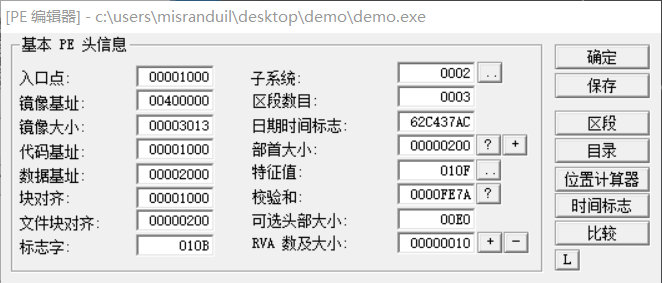 [PE 编辑器] - c:\users\misranduil\desktop\demo\demo.exe
基本 PE 头信息
入口点: 00001000 子系统: 0002 .. 确定
镜像基址: 00400000 区段数目: 0003 保存
镜像大小: 00003013 日期时间标志: 62C437AC 区段
代码基址: 00001000 部首大小: 00000200 ? + 目录
数据基址: 00002000 特征值: 010F .. 位置计算器
块对齐: 00001000 校验和: 0000FE7A ? 时间标志
文件块对齐: 00000200 可选头部大小: 00E0 比较
标志字: 010B RVA 数及大小: 00000010 + − L